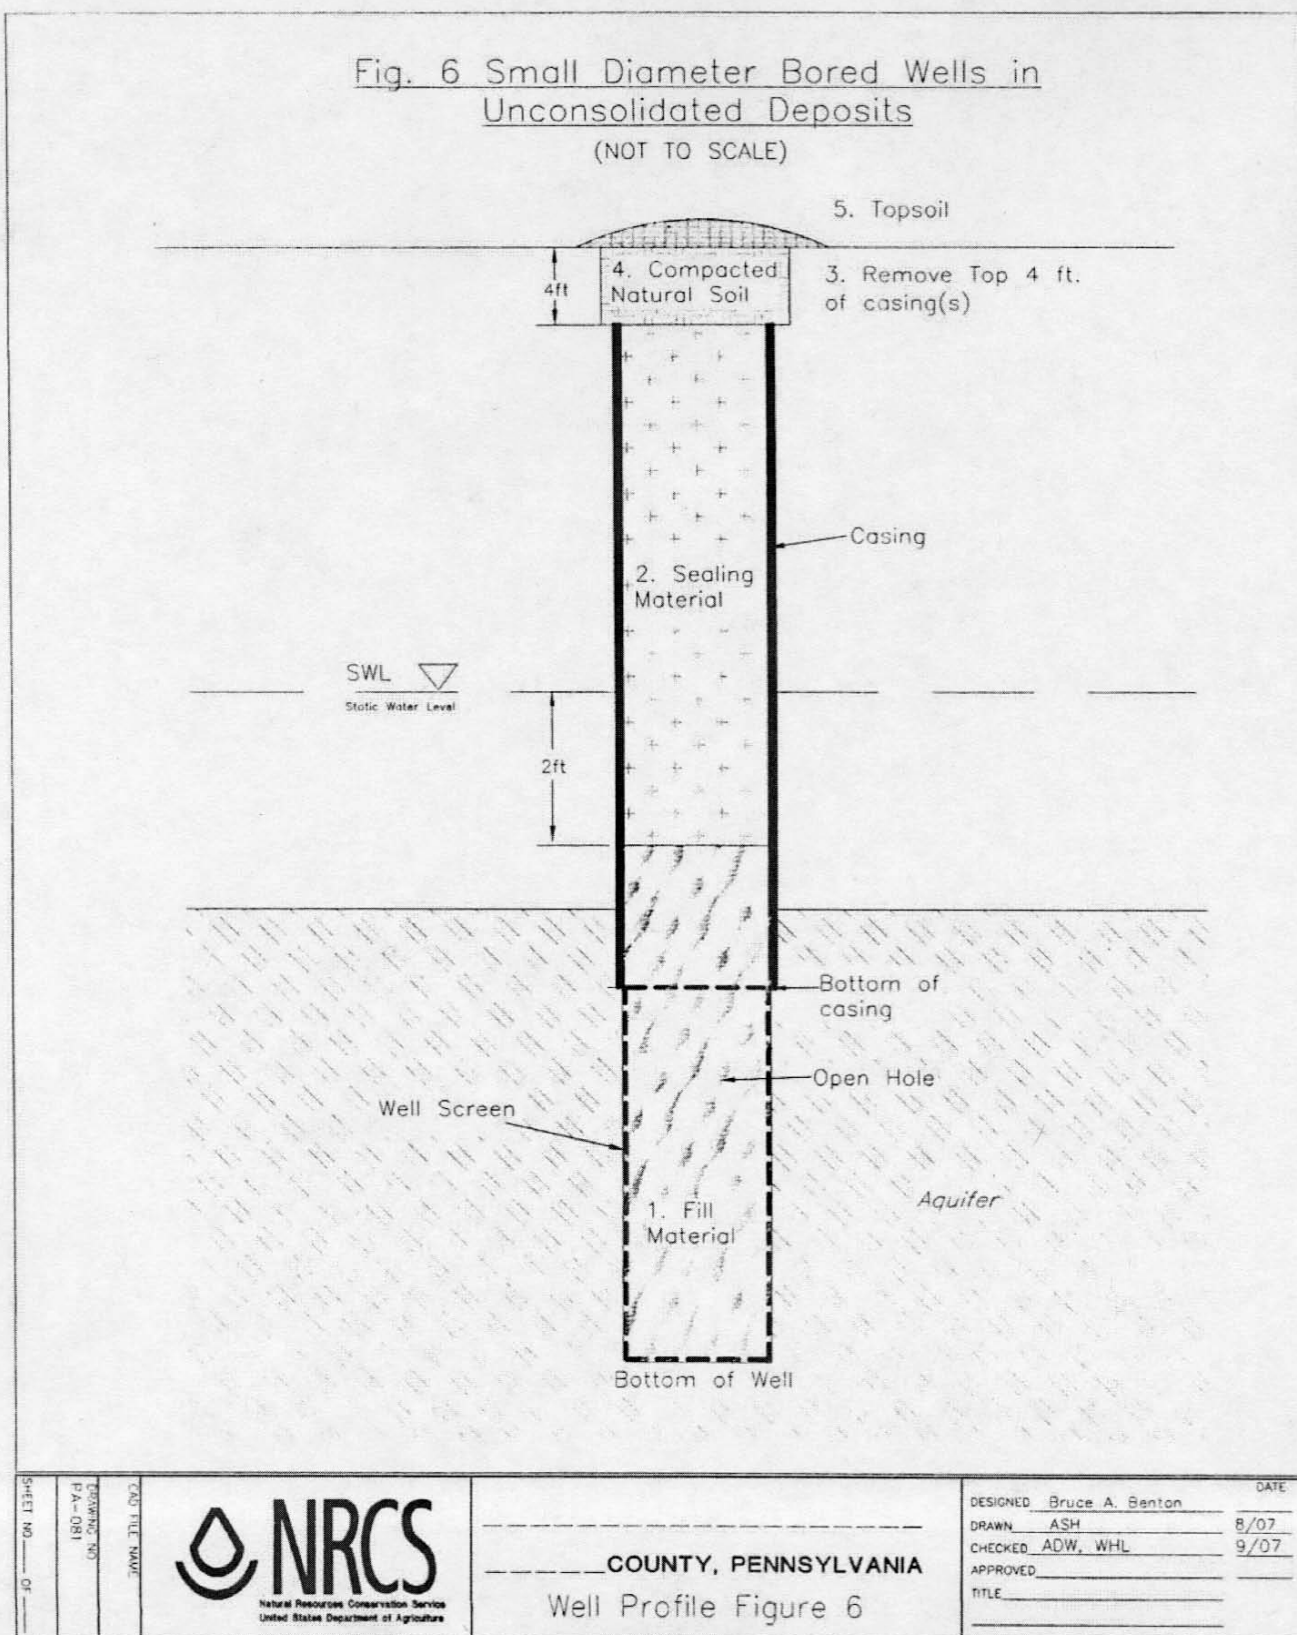 Fig. 6 Small Diameter Bored Wells in
Unconsolidated Deposits
(NOT TO SCALE)
5. Topsoil
4. Compacted
Natural Soil
4ft
3. Remove Top 4 ft.
of casing(s)
Casing
2. Sealing
Material
SWL
Static Water Level
2ft
Bottom of
casing
Open Hole
Well Screen
Aquifer
1. Fill
Material
Bottom of Well
SHEET NO ____ OF ____
DRAWING NO
PA-081
CAD FILE NAME
NRCS
Natural Resources Conservation Service
United States Department of Agriculture
______COUNTY, PENNSYLVANIA
Well Profile Figure 6
DATE
DESIGNED Bruce A. Benton
DRAWN ASH 8/07
CHECKED ADW, WHL 9/07
APPROVED
TITLE